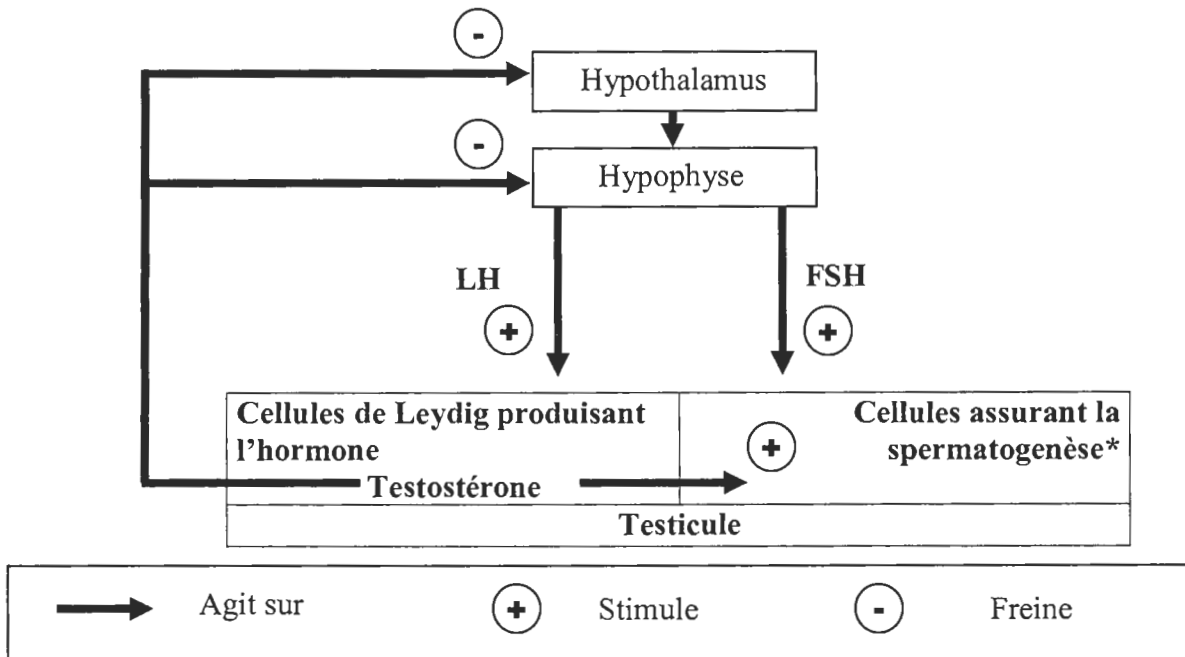 -
Hypothalamus
-
Hypophyse
LH
FSH
+
+
Cellules de Leydig produisant
l'hormone
Cellules assurant la
spermatogenèse*
+
Testostérone
Testicule
Agit sur
+ Stimule
- Freine